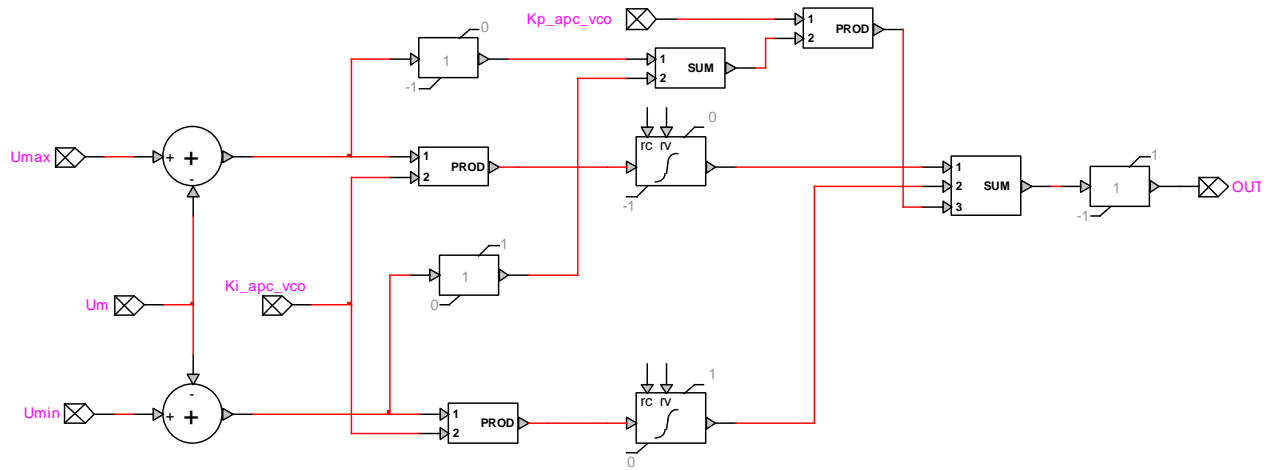 Kp_apc_vco
1
2
PROD
0
1
-1
1
2
SUM
Umax
+
+
-
1
2
PROD
rc rv
0
-1
1
2
3
SUM
1
1
-1
OUT
1
1
0
Um
Ki_apc_vco
Umin
-
+
+
1
2
PROD
rc rv
1
0